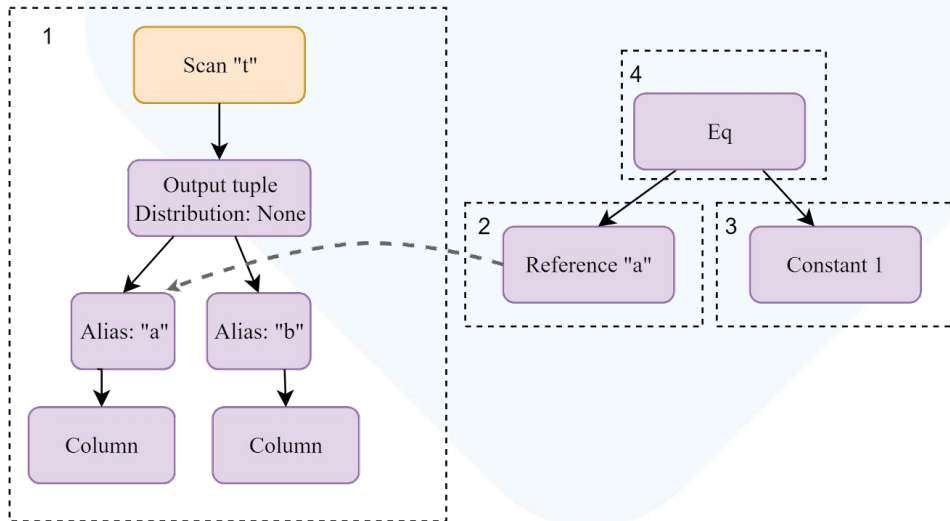 1
Scan "t"
Output tuple
Distribution: None
Alias: "a"
Alias: "b"
Column
Column
4
Eq
2
Reference "a"
3
Constant 1